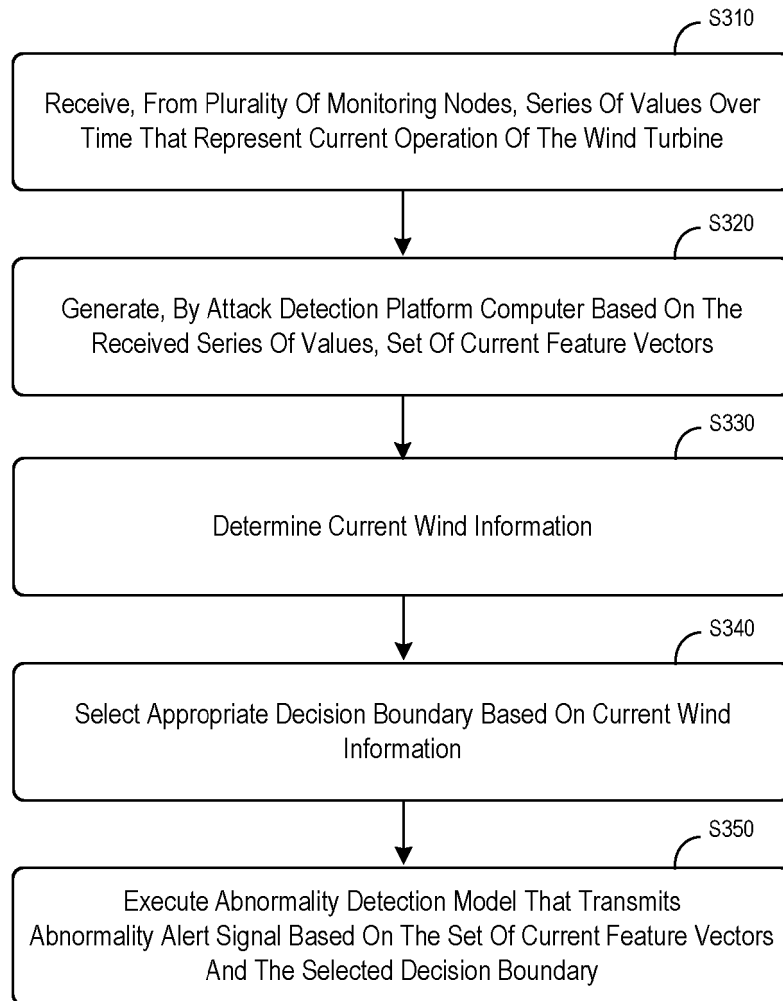 S310
Receive, From Plurality Of Monitoring Nodes, Series Of Values Over
Time That Represent Current Operation Of The Wind Turbine
S320
Generate, By Attack Detection Platform Computer Based On The
Received Series Of Values, Set Of Current Feature Vectors
S330
Determine Current Wind Information
S340
Select Appropriate Decision Boundary Based On Current Wind
Information
S350
Execute Abnormality Detection Model That Transmits
Abnormality Alert Signal Based On The Set Of Current Feature Vectors
And The Selected Decision Boundary